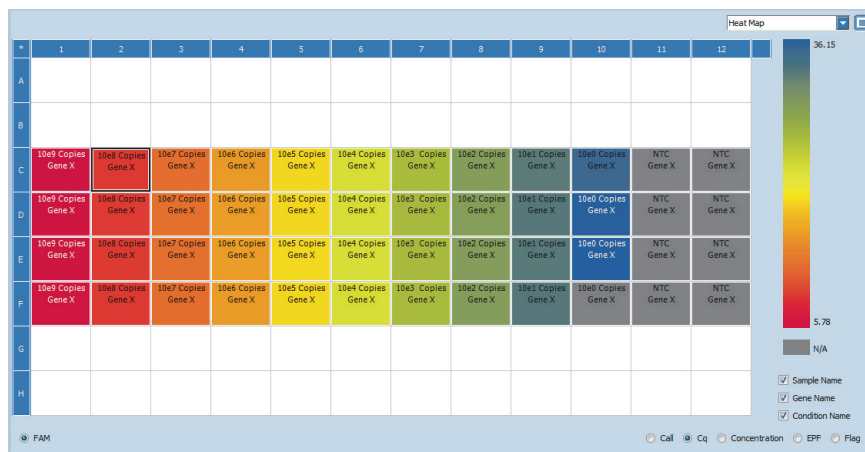 Heat Map
* 1 2 3 4 5 6 7 8 9 10 11 12
36.15
A
B
10e9 Copies 10e8 Copies 10e7 Copies 10e6 Copies 10e5 Copies 10e4 Copies 10e3 Copies 10e2 Copies 10e1 Copies 10e0 Copies NTC NTC
C Gene X Gene X Gene X Gene X Gene X Gene X Gene X Gene X Gene X Gene X Gene X Gene X
10e9 Copies 10e8 Copies 10e7 Copies 10e6 Copies 10e5 Copies 10e4 Copies 10e3 Copies 10e2 Copies 10e1 Copies 10e0 Copies NTC NTC
D Gene X Gene X Gene X Gene X Gene X Gene X Gene X Gene X Gene X Gene X Gene X Gene X
10e9 Copies 10e8 Copies 10e7 Copies 10e6 Copies 10e5 Copies 10e4 Copies 10e3 Copies 10e2 Copies 10e1 Copies 10e0 Copies NTC NTC
E Gene X Gene X Gene X Gene X Gene X Gene X Gene X Gene X Gene X Gene X Gene X Gene X
10e9 Copies 10e8 Copies 10e7 Copies 10e6 Copies 10e5 Copies 10e4 Copies 10e3 Copies 10e2 Copies 10e1 Copies 10e0 Copies NTC NTC
F Gene X Gene X Gene X Gene X Gene X Gene X Gene X Gene X Gene X Gene X Gene X Gene X
5.78
G
N/A
H
Sample Name
Gene Name
Condition Name
FAM Call Cq Concentration EPF Flag